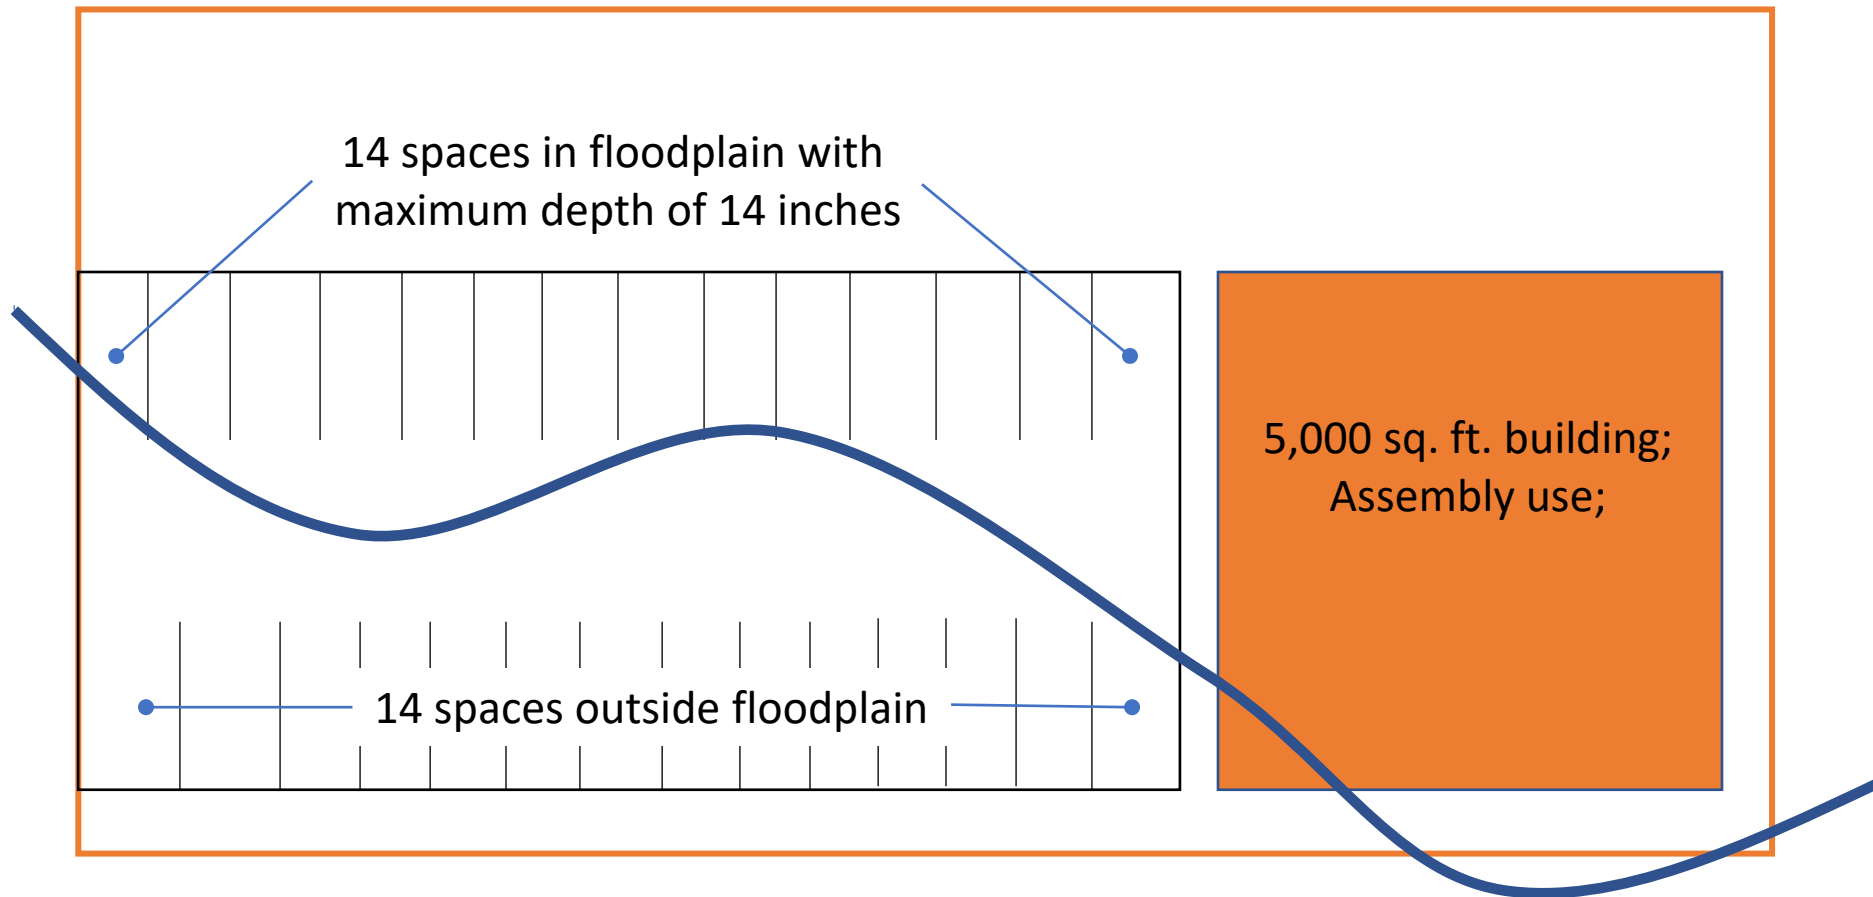 14 spaces in floodplain with
maximum depth of 14 inches
5,000 sq. ft. building;
Assembly use;
14 spaces outside floodplain